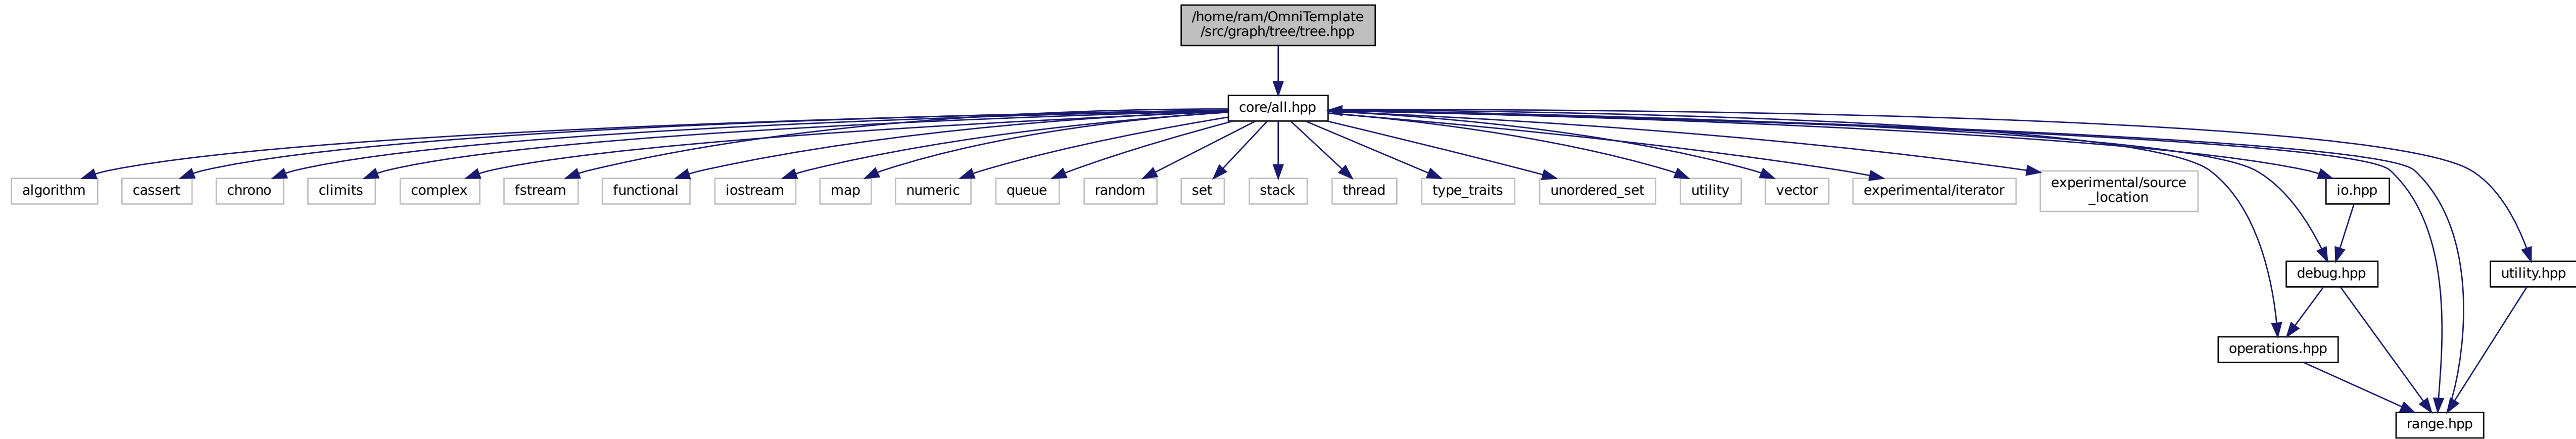 /home/ram/OmniTemplate
/src/graph/tree/tree.hpp
core/all.hpp
algorithm
cassert
chrono
climits
complex
fstream
functional
iostream
map
numeric
queue
random
set
stack
thread
type_traits
unordered_set
utility
vector
experimental/iterator
experimental/source
_location
io.hpp
debug.hpp
utility.hpp
operations.hpp
range.hpp